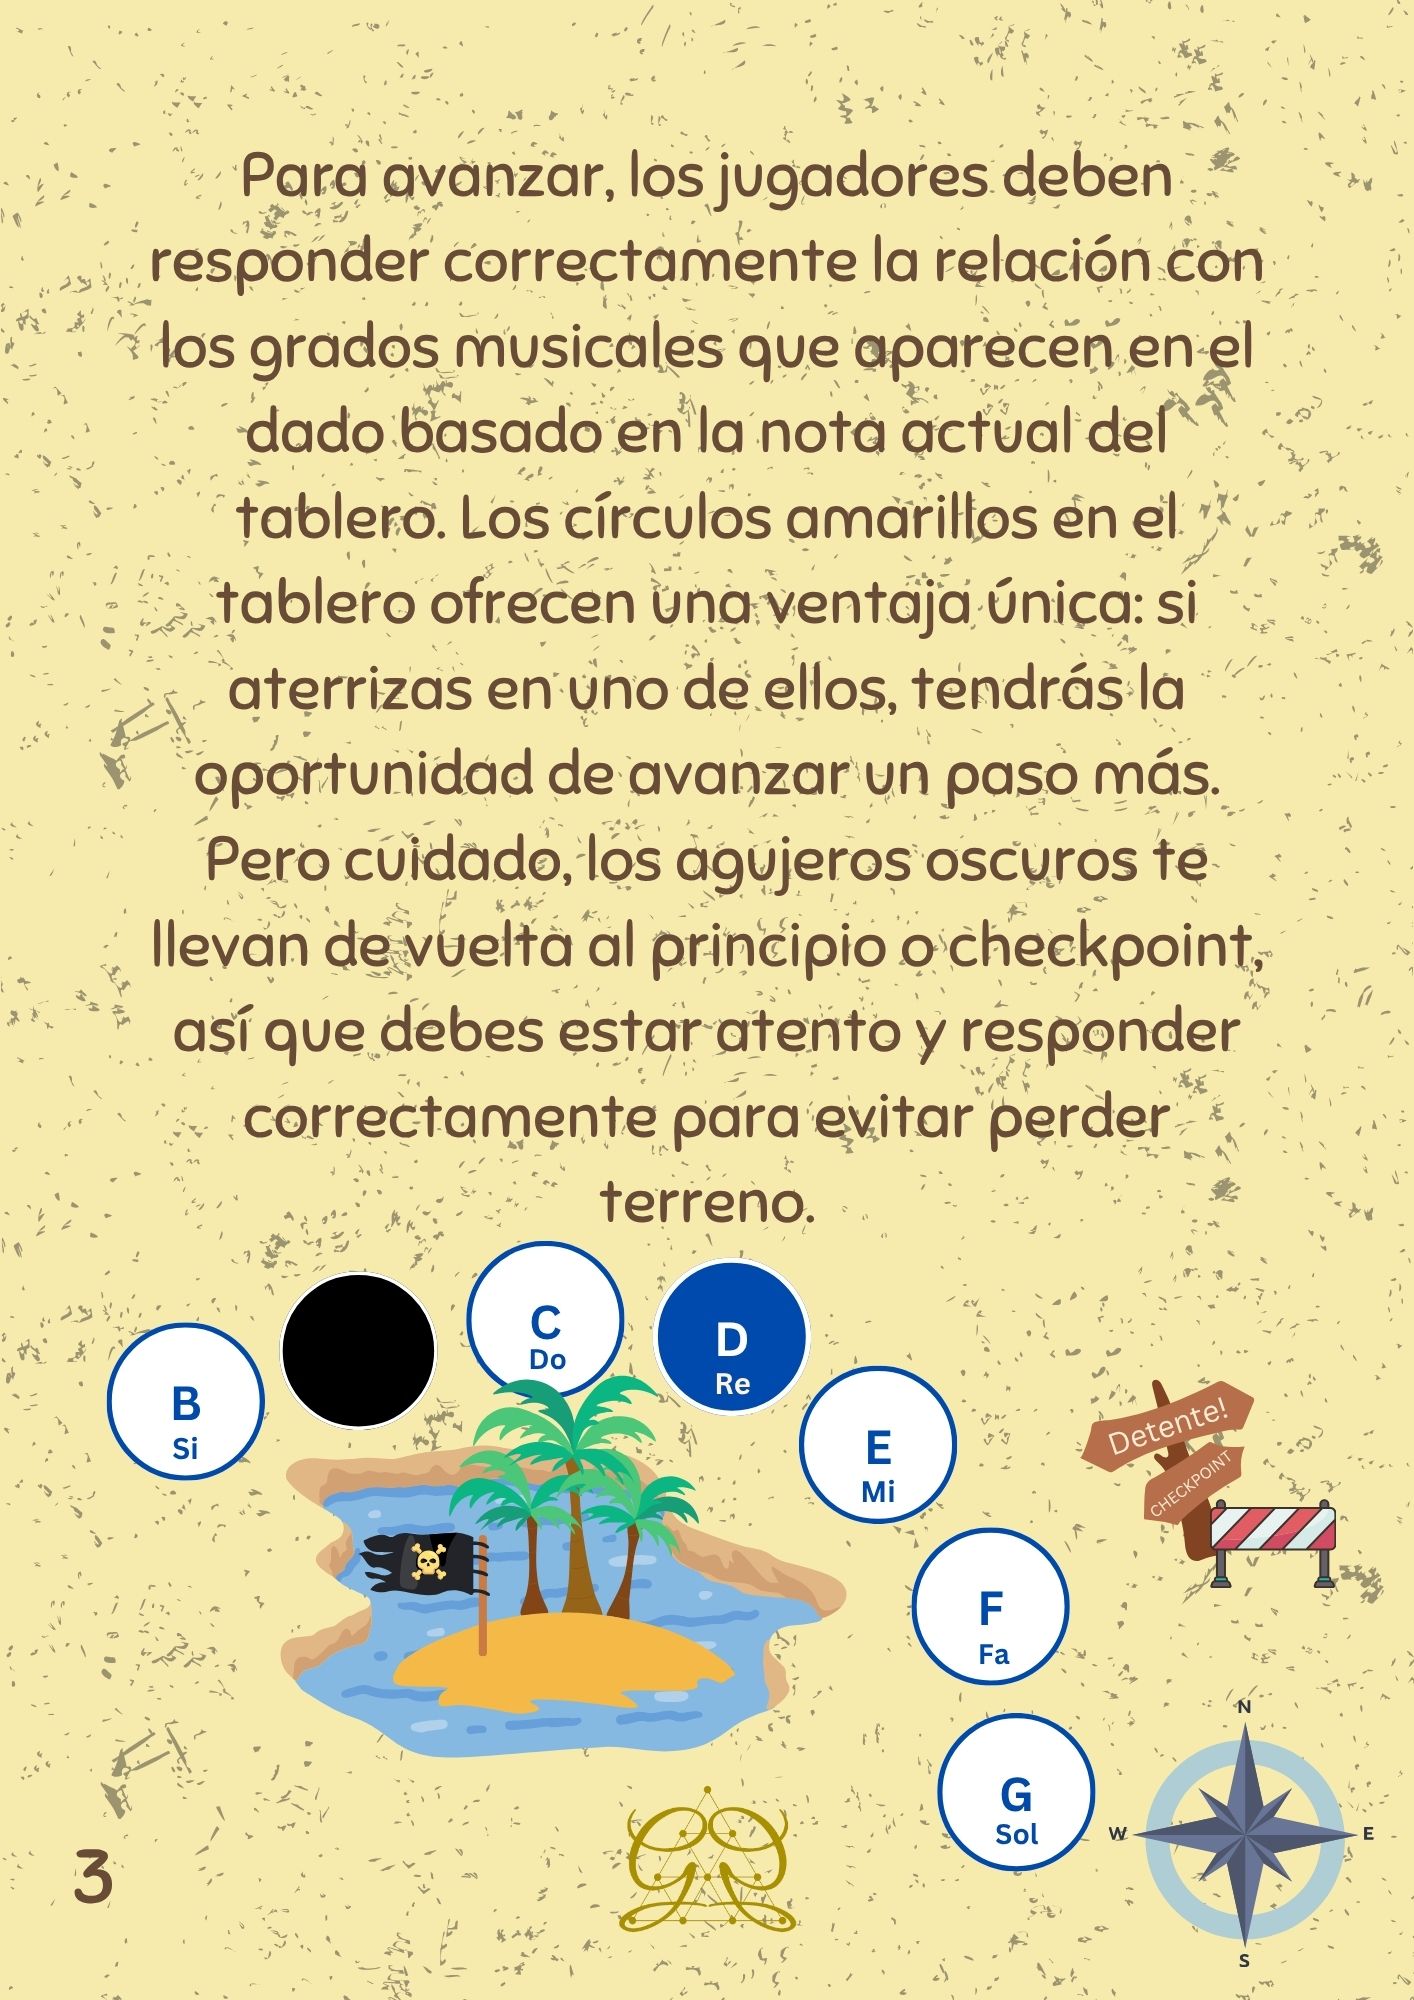 Para avanzar, los jugadores deben
responder correctamente la relación con
los grados musicales que aparecen en el
dado basado en la nota actual del
tablero. Los círculos amarillos en el
tablero ofrecen una ventaja única: si
aterrizas en uno de ellos, tendrás la
oportunidad de avanzar un paso más.
Pero cuidado, los agujeros oscuros te
llevan de vuelta al principio o checkpoint,
así que debes estar atento y responder
correctamente para evitar perder
terreno.
B
Si
C
Do
D
Re
E
Mi
F
Fa
G
Sol
Detente!
CHECKPOINT
N
W
E
S
3